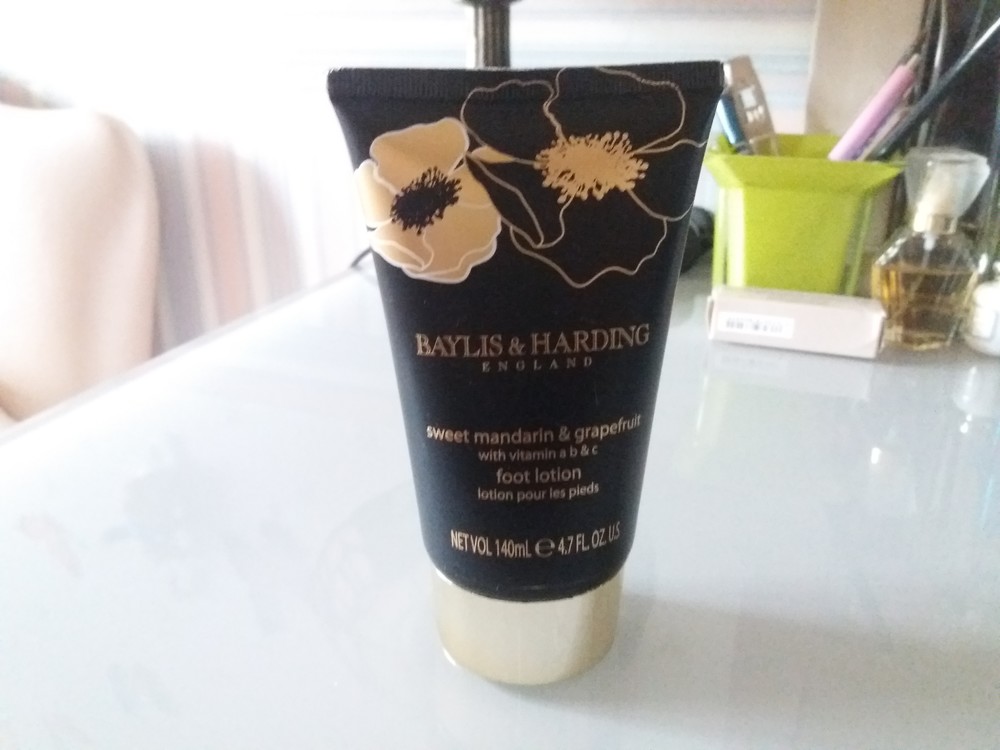 BAYLIS & HARDING
ENGLAND
sweet mandarin & grapefruit
with vitamin a b & c
foot lotion
lotion pour les pieds
NET VOL 140mL ℮ 4.7 FL. OZ. U.S